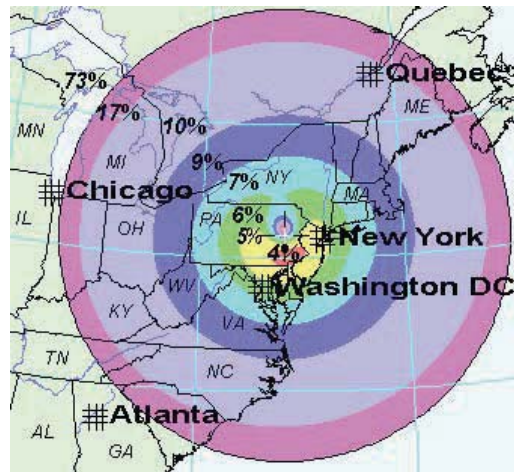 Quebec
73%
ME
17%
MN
10%
MI
9%
7%
NY
MA
Chicago
IL
OH
PA
6%
5%
New York
4%
WV
Washington DC
KY
VA
TN
NC
Atlanta
AL
GA